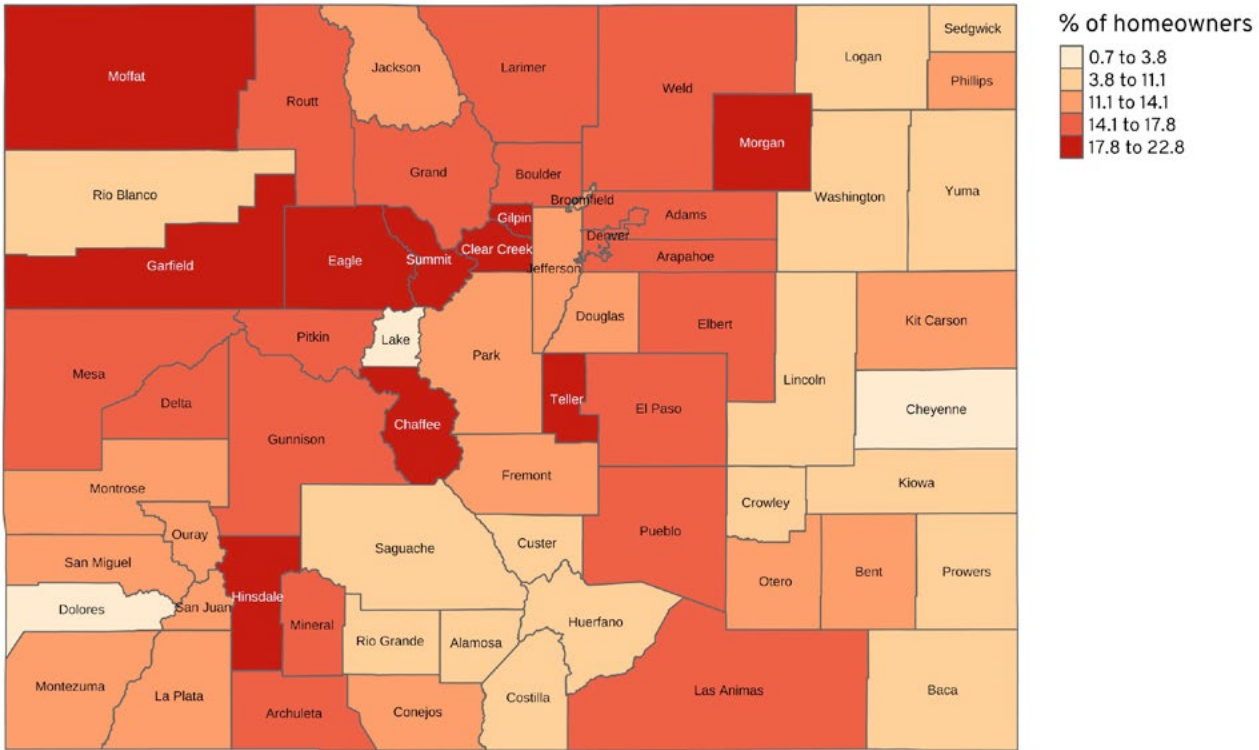 % of homeowners
0.7 to 3.8
3.8 to 11.1
11.1 to 14.1
14.1 to 17.8
17.8 to 22.8
Moffat
Routt
Jackson
Larimer
Weld
Logan
Sedgwick
Phillips
Morgan
Rio Blanco
Grand
Boulder
Broomfield
Washington
Yuma
Gilpin
Adams
Denver
Clear Creek
Garfield
Eagle
Summit
Jefferson
Arapahoe
Pitkin
Lake
Park
Douglas
Elbert
Kit Carson
Mesa
Delta
Gunnison
Chaffee
Teller
El Paso
Lincoln
Cheyenne
Montrose
Fremont
Crowley
Kiowa
Ouray
Saguache
Custer
Pueblo
San Miguel
Otero
Bent
Prowers
Dolores
San Juan
Hinsdale
Mineral
Rio Grande
Alamosa
Huerfano
Montezuma
La Plata
Archuleta
Conejos
Costilla
Las Animas
Baca